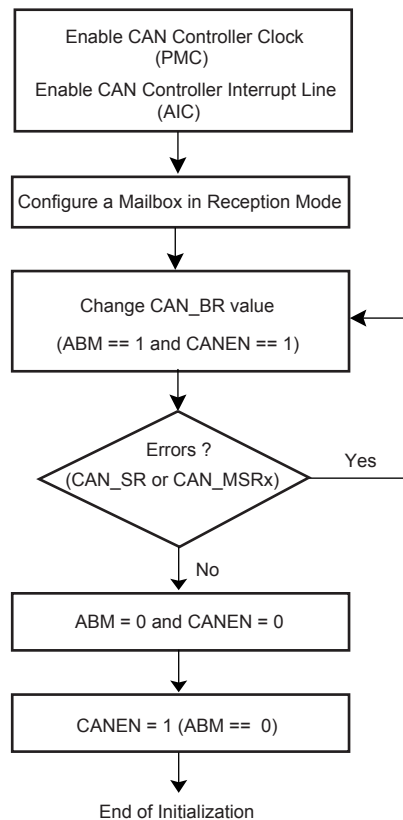 Enable CAN Controller Clock
(PMC)
Enable CAN Controller Interrupt Line
(AIC)
Configure a Mailbox in Reception Mode
Change CAN_BR value
(ABM == 1 and CANEN == 1)
Errors ?
(CAN_SR or CAN_MSRx)
Yes
No
ABM = 0 and CANEN = 0
CANEN = 1 (ABM == 0)
End of Initialization